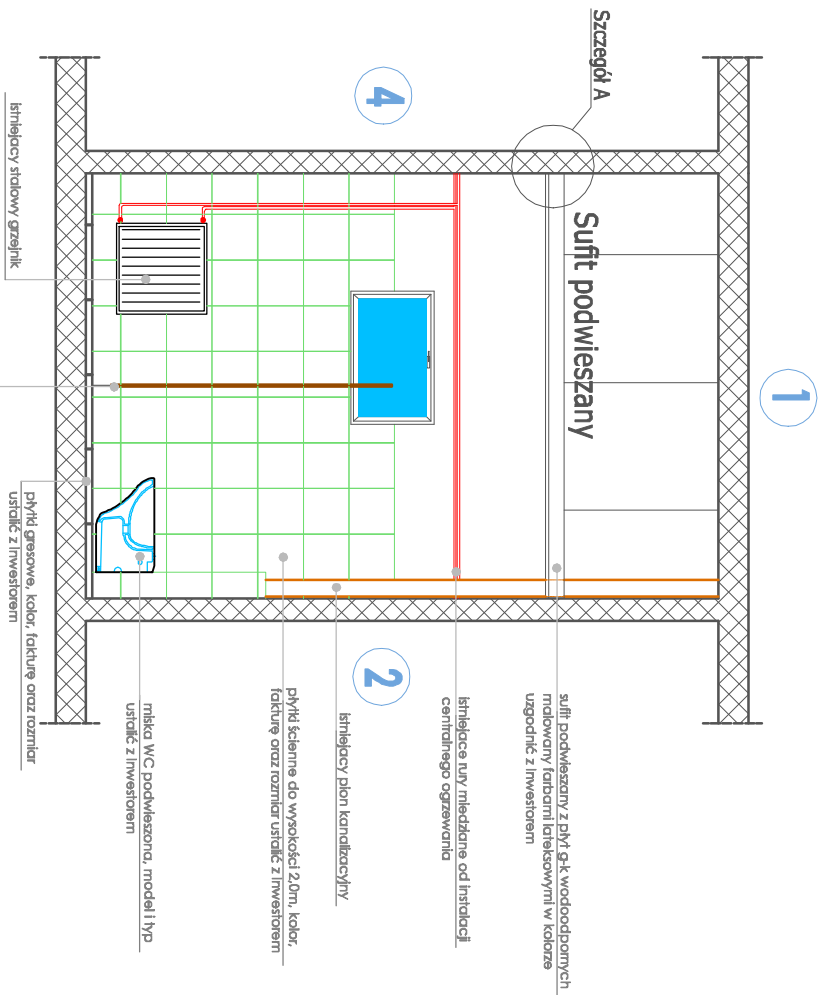 Szczegół A
1
4
Sufit podwieszany
2
sufit podwieszany z płyt g-k wodoodpornych
malowany farbami lateksowymi w kolorze
uzgodnić z Inwestorem
istniejące rury miedziane od instalacji
centralnego ogrzewania
istniejący pion kanalizacyjny
płytki ścienne do wysokości 2,0m, kolor,
fakturę oraz rozmiar ustalić z Inwestorem
miska WC podwieszona, model i typ
ustalić z Inwestorem
płytki gresowe, kolor, fakturę oraz rozmiar
ustalić z Inwestorem
istniejacy stalowy grzejnik